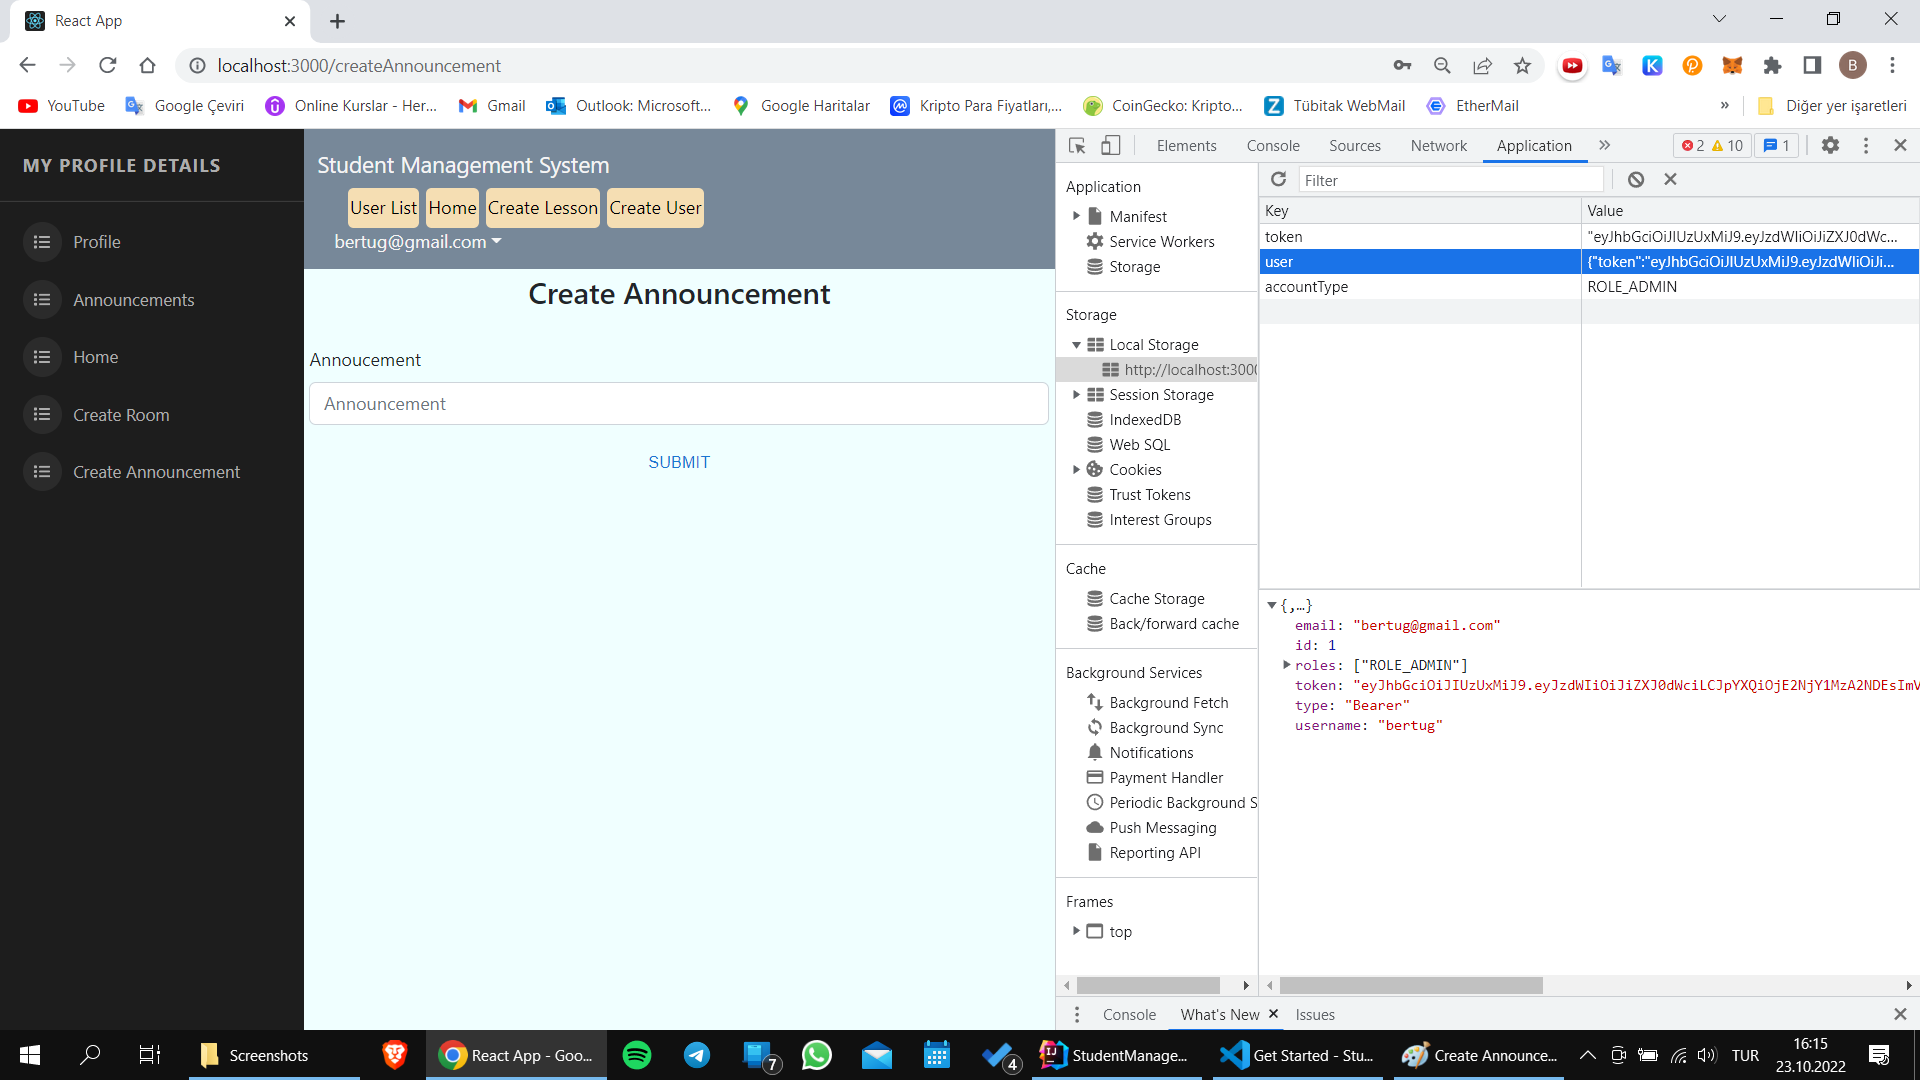 React App
localhost:3000/createAnnouncement
B
YouTube
Google Çeviri
Online Kurslar - Her...
Gmail
Outlook: Microsoft...
Google Haritalar
Kripto Para Fiyatları,...
CoinGecko: Kripto...
Tübitak WebMail
EtherMail
»
Diğer yer işaretleri
MY PROFILE DETAILS
Profile
Announcements
Home
Create Room
Create Announcement
Student Management System
User List
Home
Create Lesson
Create User
bertug@gmail.com
Create Announcement
Annoucement
Announcement
SUBMIT
Elements
Console
Sources
Network
Application
»
2
10
1
Application
Manifest
Service Workers
Storage
Storage
Local Storage
http://localhost:3000
Session Storage
IndexedDB
Web SQL
Cookies
Trust Tokens
Interest Groups
Cache
Cache Storage
Back/forward cache
Background Services
Background Fetch
Background Sync
Notifications
Payment Handler
Periodic Background S
Push Messaging
Reporting API
Frames
top
Filter
Key Value
token "eyJhbGciOiJIUzUxMiJ9.eyJzdWIiOiJiZXJ0dWc...
user {"token":"eyJhbGciOiJIUzUxMiJ9.eyJzdWIiOiJi...
accountType ROLE_ADMIN
{,…}
email: "bertug@gmail.com"
id: 1
roles: ["ROLE_ADMIN"]
token: "eyJhbGciOiJIUzUxMiJ9.eyJzdWIiOiJiZXJ0dWciLCJpYXQiOjE2NjY1MzA2NDEsImV
type: "Bearer"
username: "bertug"
Console
What's New
Issues
Screenshots
React App - Goo...
7
4
StudentManage...
Get Started - Stu...
Create Announce...
TUR
16:15
23.10.2022